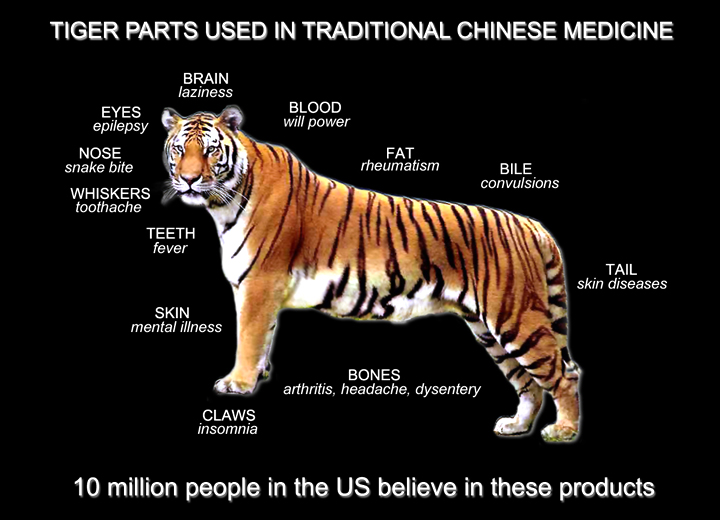 TIGER PARTS USED IN TRADITIONAL CHINESE MEDICINE
BRAIN
laziness
BLOOD
will power
EYES
epilepsy
NOSE
snake bite
FAT
rheumatism
BILE
convulsions
WHISKERS
toothache
TEETH
fever
TAIL
skin diseases
SKIN
mental illness
BONES
arthritis, headache, dysentery
CLAWS
insomnia
10 million people in the US believe in these products